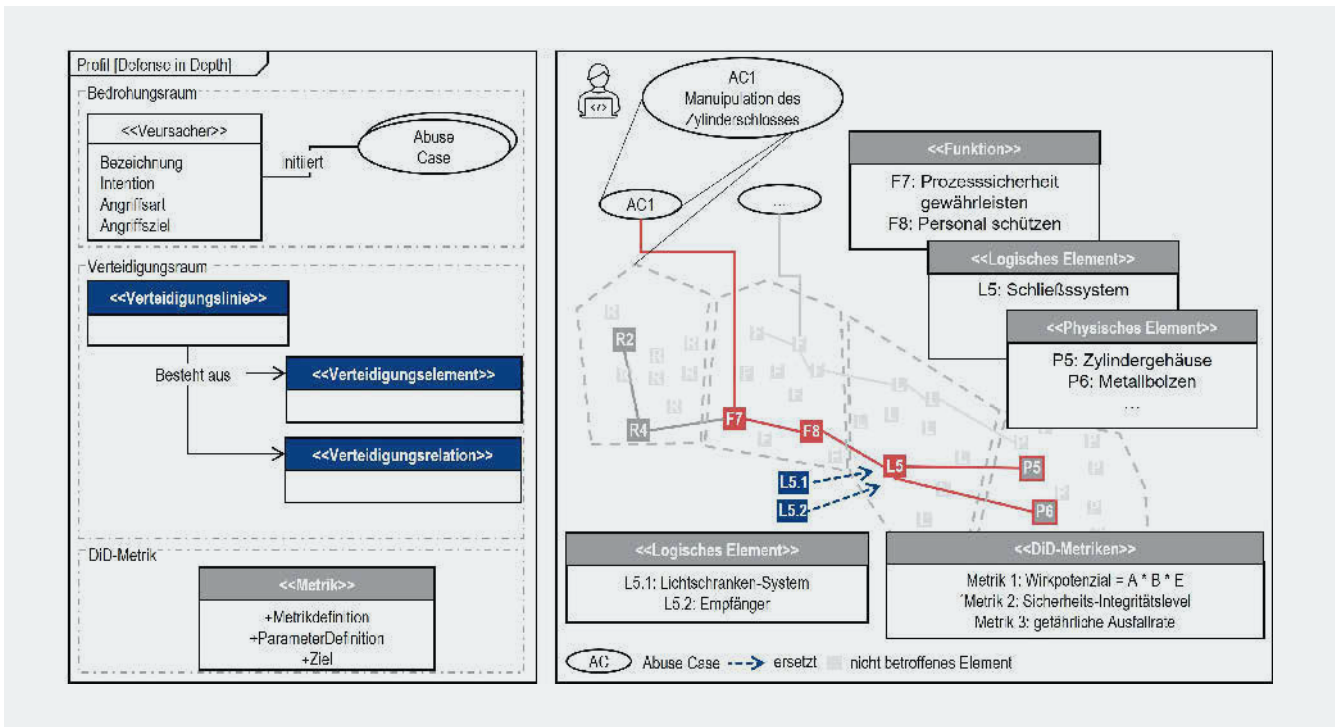 Profil [Defense in Depth]
Bedrohungsraum
<<Veursacher>>
Bezeichnung
Intention
Angriffsart
Angriffsziel
nitiiert
Abuse
Case
Verteidigungsraum
<<Verteidigungslinie>>
Besteht aus
<<Verteidigungselement>>
<<Verteidigungsrelation>>
DiD-Metrik
<<Metrik>>
+Metrikdefinition
+ParameterDefinition
+Ziel
</>
AC1
Manuipulation des
Zylinderschlosses
AC1
...
<<Funktion>>
F7: Prozesssicherheit
gewährleisten
F8: Personal schützen
<<Logisches Element>>
L5: Schließsystem
<<Physisches Element>>
P5: Zylindergehäuse
P6: Metallbolzen
...
R2
R4
F7
F8
L5
P5
P6
L5.1
L5.2
<<Logisches Element>>
L5.1: Lichtschranken-System
L5.2: Empfänger
<<DiD-Metriken>>
Metrik 1: Wirkpotenzial = A * B * E
Metrik 2: Sicherheits-Integritätslevel
Metrik 3: gefährliche Ausfallrate
AC Abuse Case ersetzt nicht betroffenes Element